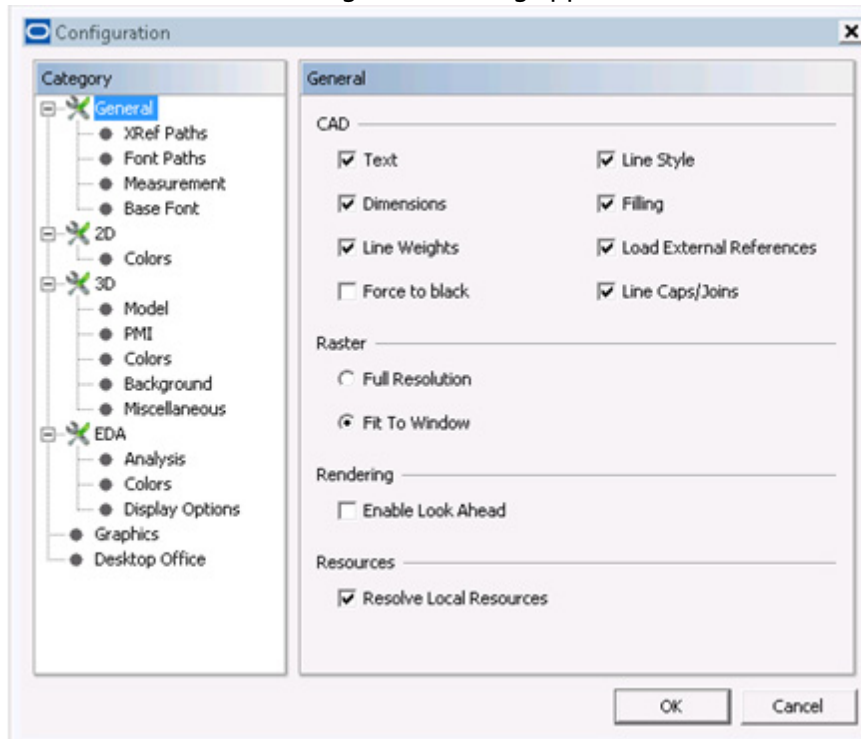 Configuration
Category
General
XRef Paths
Font Paths
Measurement
Base Font
2D
Colors
3D
Model
PMI
Colors
Background
Miscellaneous
EDA
Analysis
Colors
Display Options
Graphics
Desktop Office
General
CAD
Text
Line Style
Dimensions
Filling
Line Weights
Load External References
Force to black
Line Caps/Joins
Raster
Full Resolution
Fit To Window
Rendering
Enable Look Ahead
Resources
Resolve Local Resources
OK
Cancel